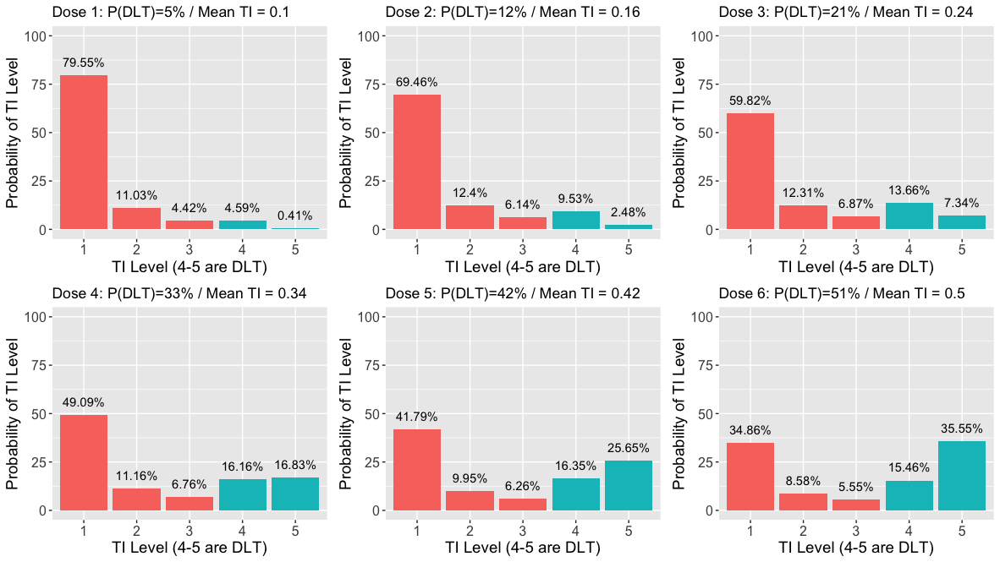 Dose 1: P(DLT)=5% / Mean TI = 0.1
Probability of TI Level
100
75
50
25
0
79.55%
11.03%
4.42%
4.59%
0.41%
1 2 3 4 5
TI Level (4-5 are DLT)
Dose 2: P(DLT)=12% / Mean TI = 0.16
Probability of TI Level
100
75
50
25
0
69.46%
12.4%
6.14%
9.53%
2.48%
1 2 3 4 5
TI Level (4-5 are DLT)
Dose 3: P(DLT)=21% / Mean TI = 0.24
Probability of TI Level
100
75
50
25
0
59.82%
12.31%
6.87%
13.66%
7.34%
1 2 3 4 5
TI Level (4-5 are DLT)
Dose 4: P(DLT)=33% / Mean TI = 0.34
Probability of TI Level
100
75
50
25
0
49.09%
11.16%
6.76%
16.16%
16.83%
1 2 3 4 5
TI Level (4-5 are DLT)
Dose 5: P(DLT)=42% / Mean TI = 0.42
Probability of TI Level
100
75
50
25
0
41.79%
9.95%
6.26%
16.35%
25.65%
1 2 3 4 5
TI Level (4-5 are DLT)
Dose 6: P(DLT)=51% / Mean TI = 0.5
Probability of TI Level
100
75
50
25
0
34.86%
8.58%
5.55%
15.46%
35.55%
1 2 3 4 5
TI Level (4-5 are DLT)